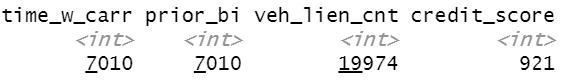 time_w_carr prior_bi veh_lien_cnt credit_score
<int> <int> <int> <int>
7010 7010 19974 921